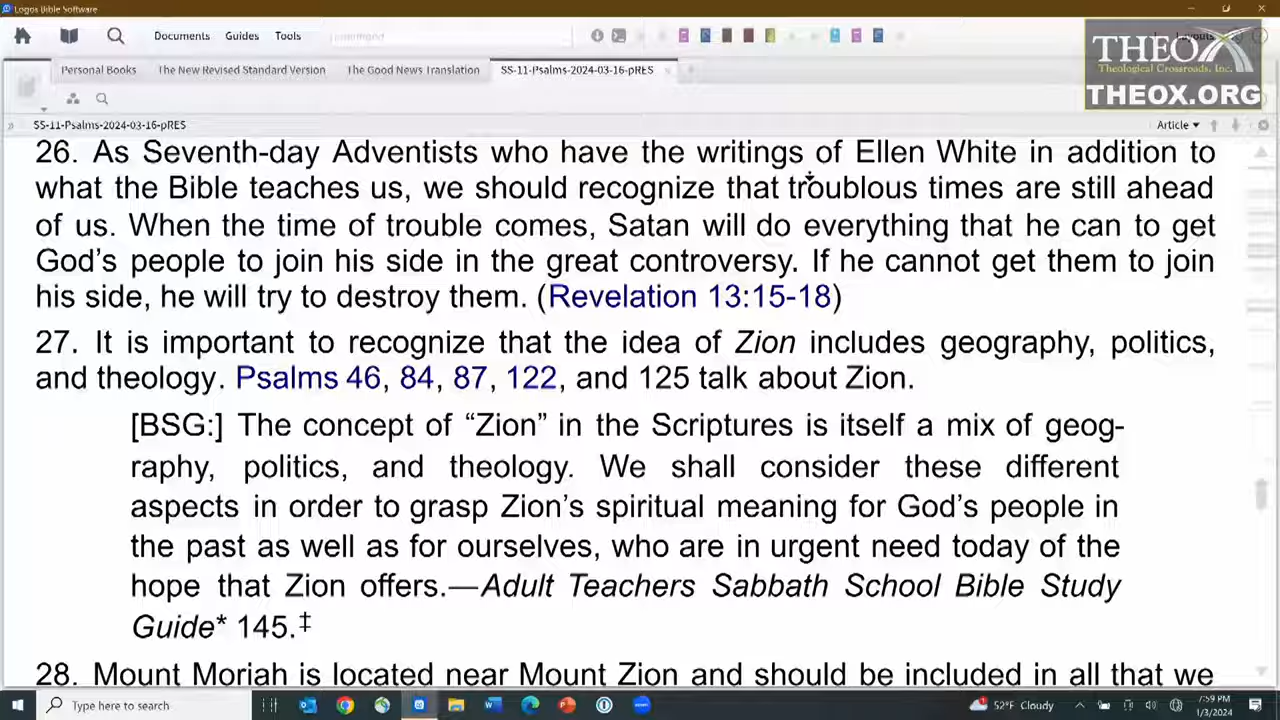 Logos Bible Software
Documents Guides Tools
command
Layouts
THEOX
Theological Crossroads, Inc.
THEOX.ORG
Personal Books The New Revised Standard Version SS-11-Psalms-2024-03-16-pRES
SS-11-Psalms-2024-03-16-pRES Article
26. As Seventh-day Adventists who have the writings of Ellen White in addition to
what the Bible teaches us, we should recognize that troublous times are still ahead
of us. When the time of trouble comes, Satan will do everything that he can to get
God’s people to join his side in the great controversy. If he cannot get them to join
his side, he will try to destroy them. (Revelation 13:15-18)
27. It is important to recognize that the idea of Zion includes geography, politics,
and theology. Psalms 46, 84, 87, 122, and 125 talk about Zion.
[BSG:] The concept of “Zion” in the Scriptures is itself a mix of geog-
raphy, politics, and theology. We shall consider these different
aspects in order to grasp Zion’s spiritual meaning for God’s people in
the past as well as for ourselves, who are in urgent need today of the
hope that Zion offers.—Adult Teachers Sabbath School Bible Study
Guide* 145.‡
28. Mount Moriah is located near Mount Zion and should be included in all that we
Type here to search
52°F Cloudy
7:59 PM
1/3/2024